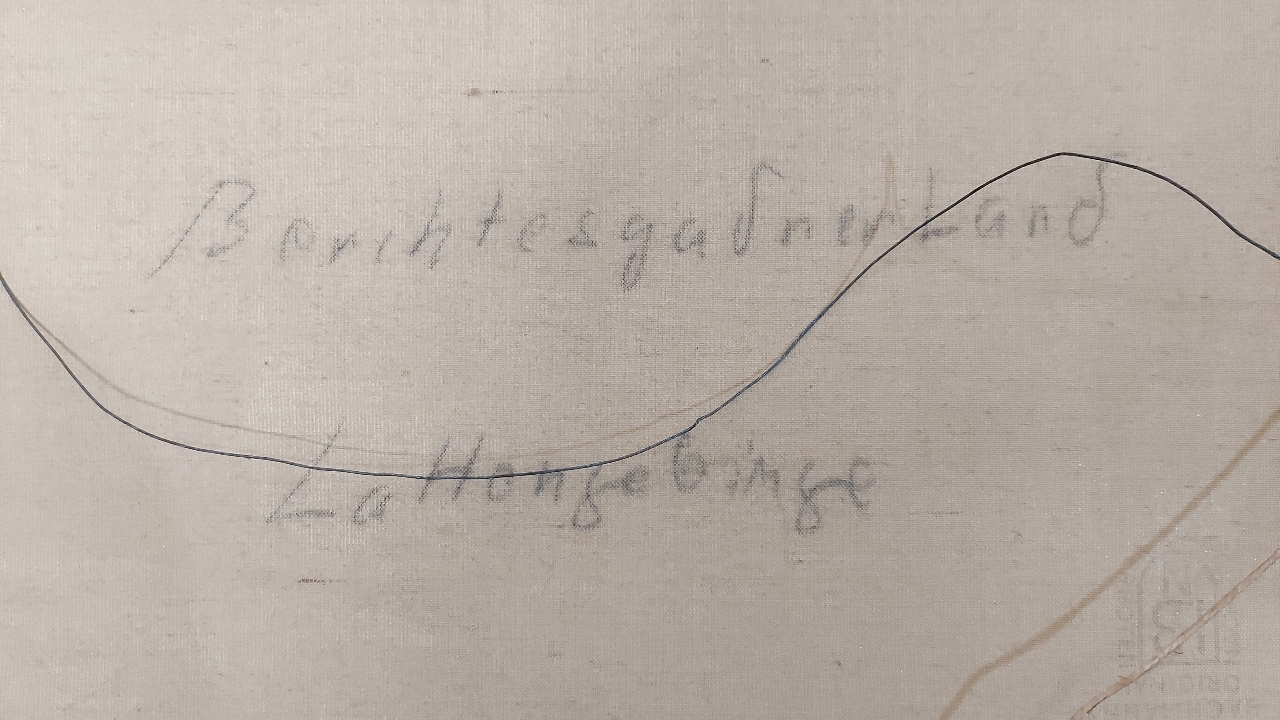 Berchtesgadner Land
Lattengebirge